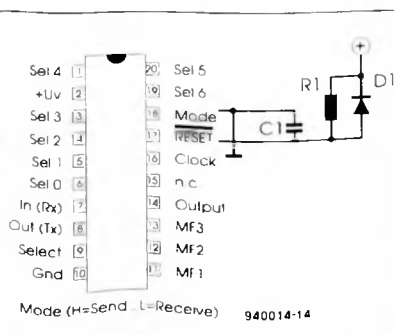 Sel 4 1 20 Sel 5
+Uv 2 19 Sel 6
Sel 3 3 18 Mode
Sel 2 4 17 RESET
Sel 1 5 16 Clock
Sel 0 6 15 n.c.
In (Rx) 7 14 Output
Out (Tx) 8 13 MF3
Select 9 12 MF2
Gnd 10 11 MF1
+
R1 D1
C1
Mode (H=Send L=Receive) 940014-14